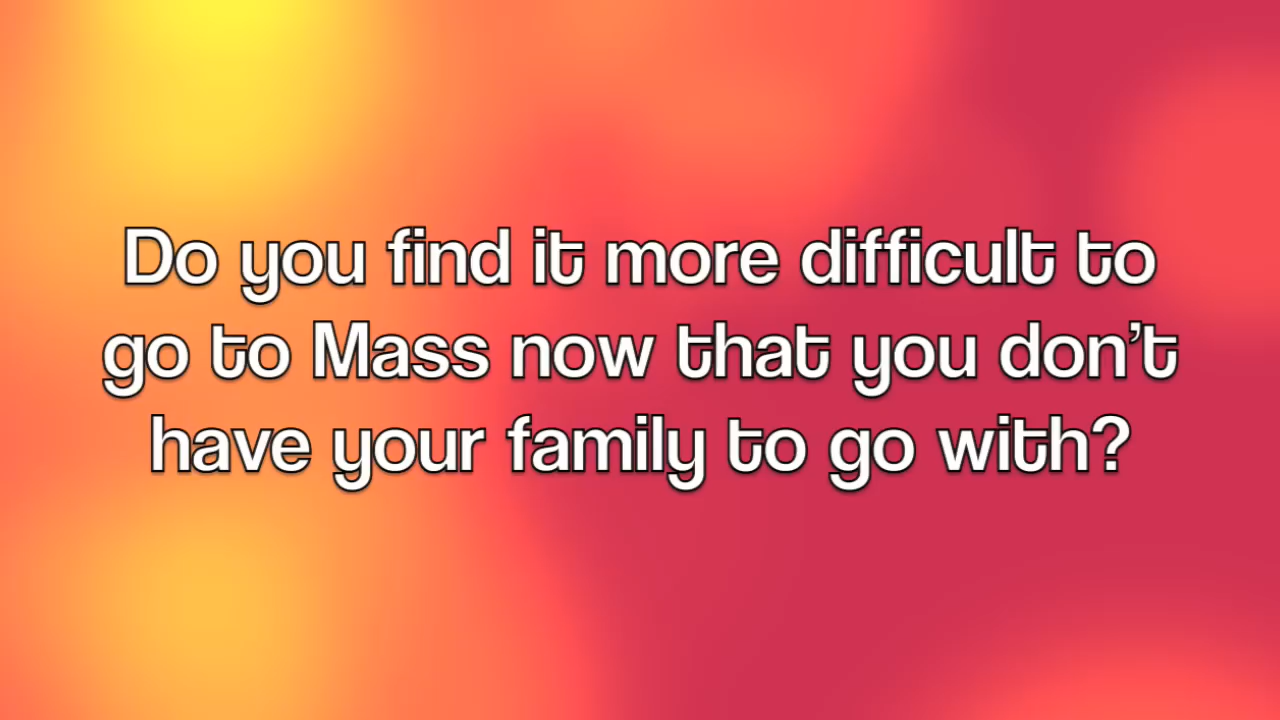 Do you find it more difficult to
go to Mass now that you don’t
have your family to go with?